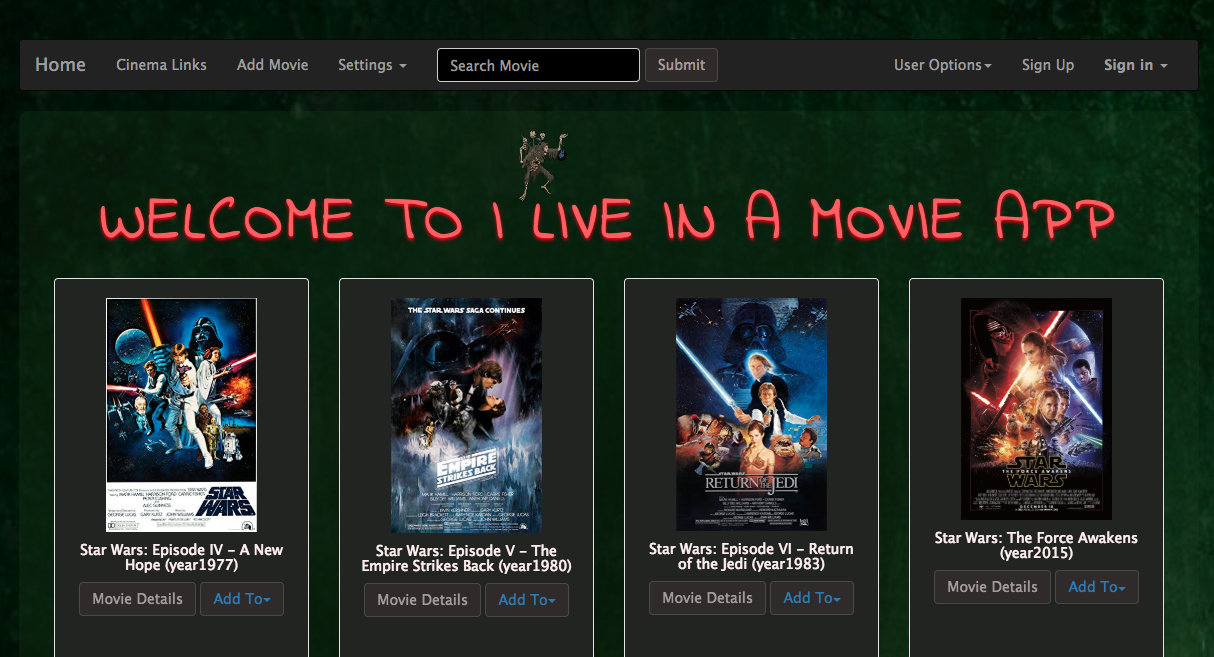 Home Cinema Links Add Movie Settings Search Movie Submit User Options Sign Up Sign in
WELCOME TO I LIVE IN A MOVIE APP
STAR WARS
THE STAR WARS SAGA CONTINUES
THE EMPIRE STRIKES BACK
STAR WARS
RETURN OF THE JEDI
STAR
THE FORCE AWAKENS
WARS
Star Wars: Episode IV - A New
Hope (year1977)
Movie Details Add To
Star Wars: Episode V - The
Empire Strikes Back (year1980)
Movie Details Add To
Star Wars: Episode VI - Return
of the Jedi (year1983)
Movie Details Add To
Star Wars: The Force Awakens
(year2015)
Movie Details Add To